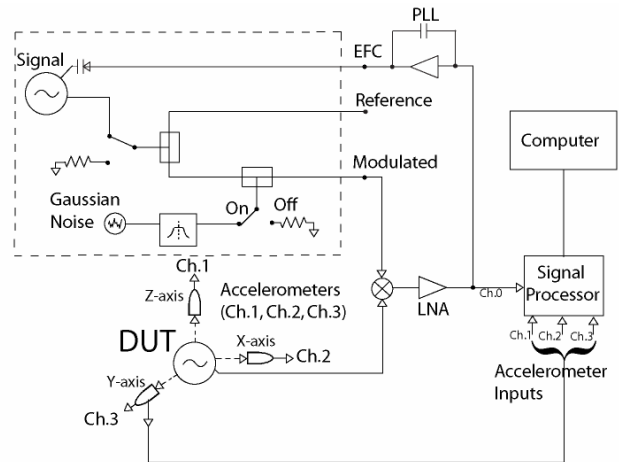 PLL
Signal
EFC
Reference
Computer
Modulated
Gaussian
Noise
On
Off
Ch.1
Z-axis
Accelerometers
(Ch.1, Ch.2, Ch.3)
LNA
Ch.0
Signal
Processor
DUT
X-axis
Ch.2
Ch.1
Ch.2
Ch.3
Y-axis
Ch.3
Accelerometer
Inputs